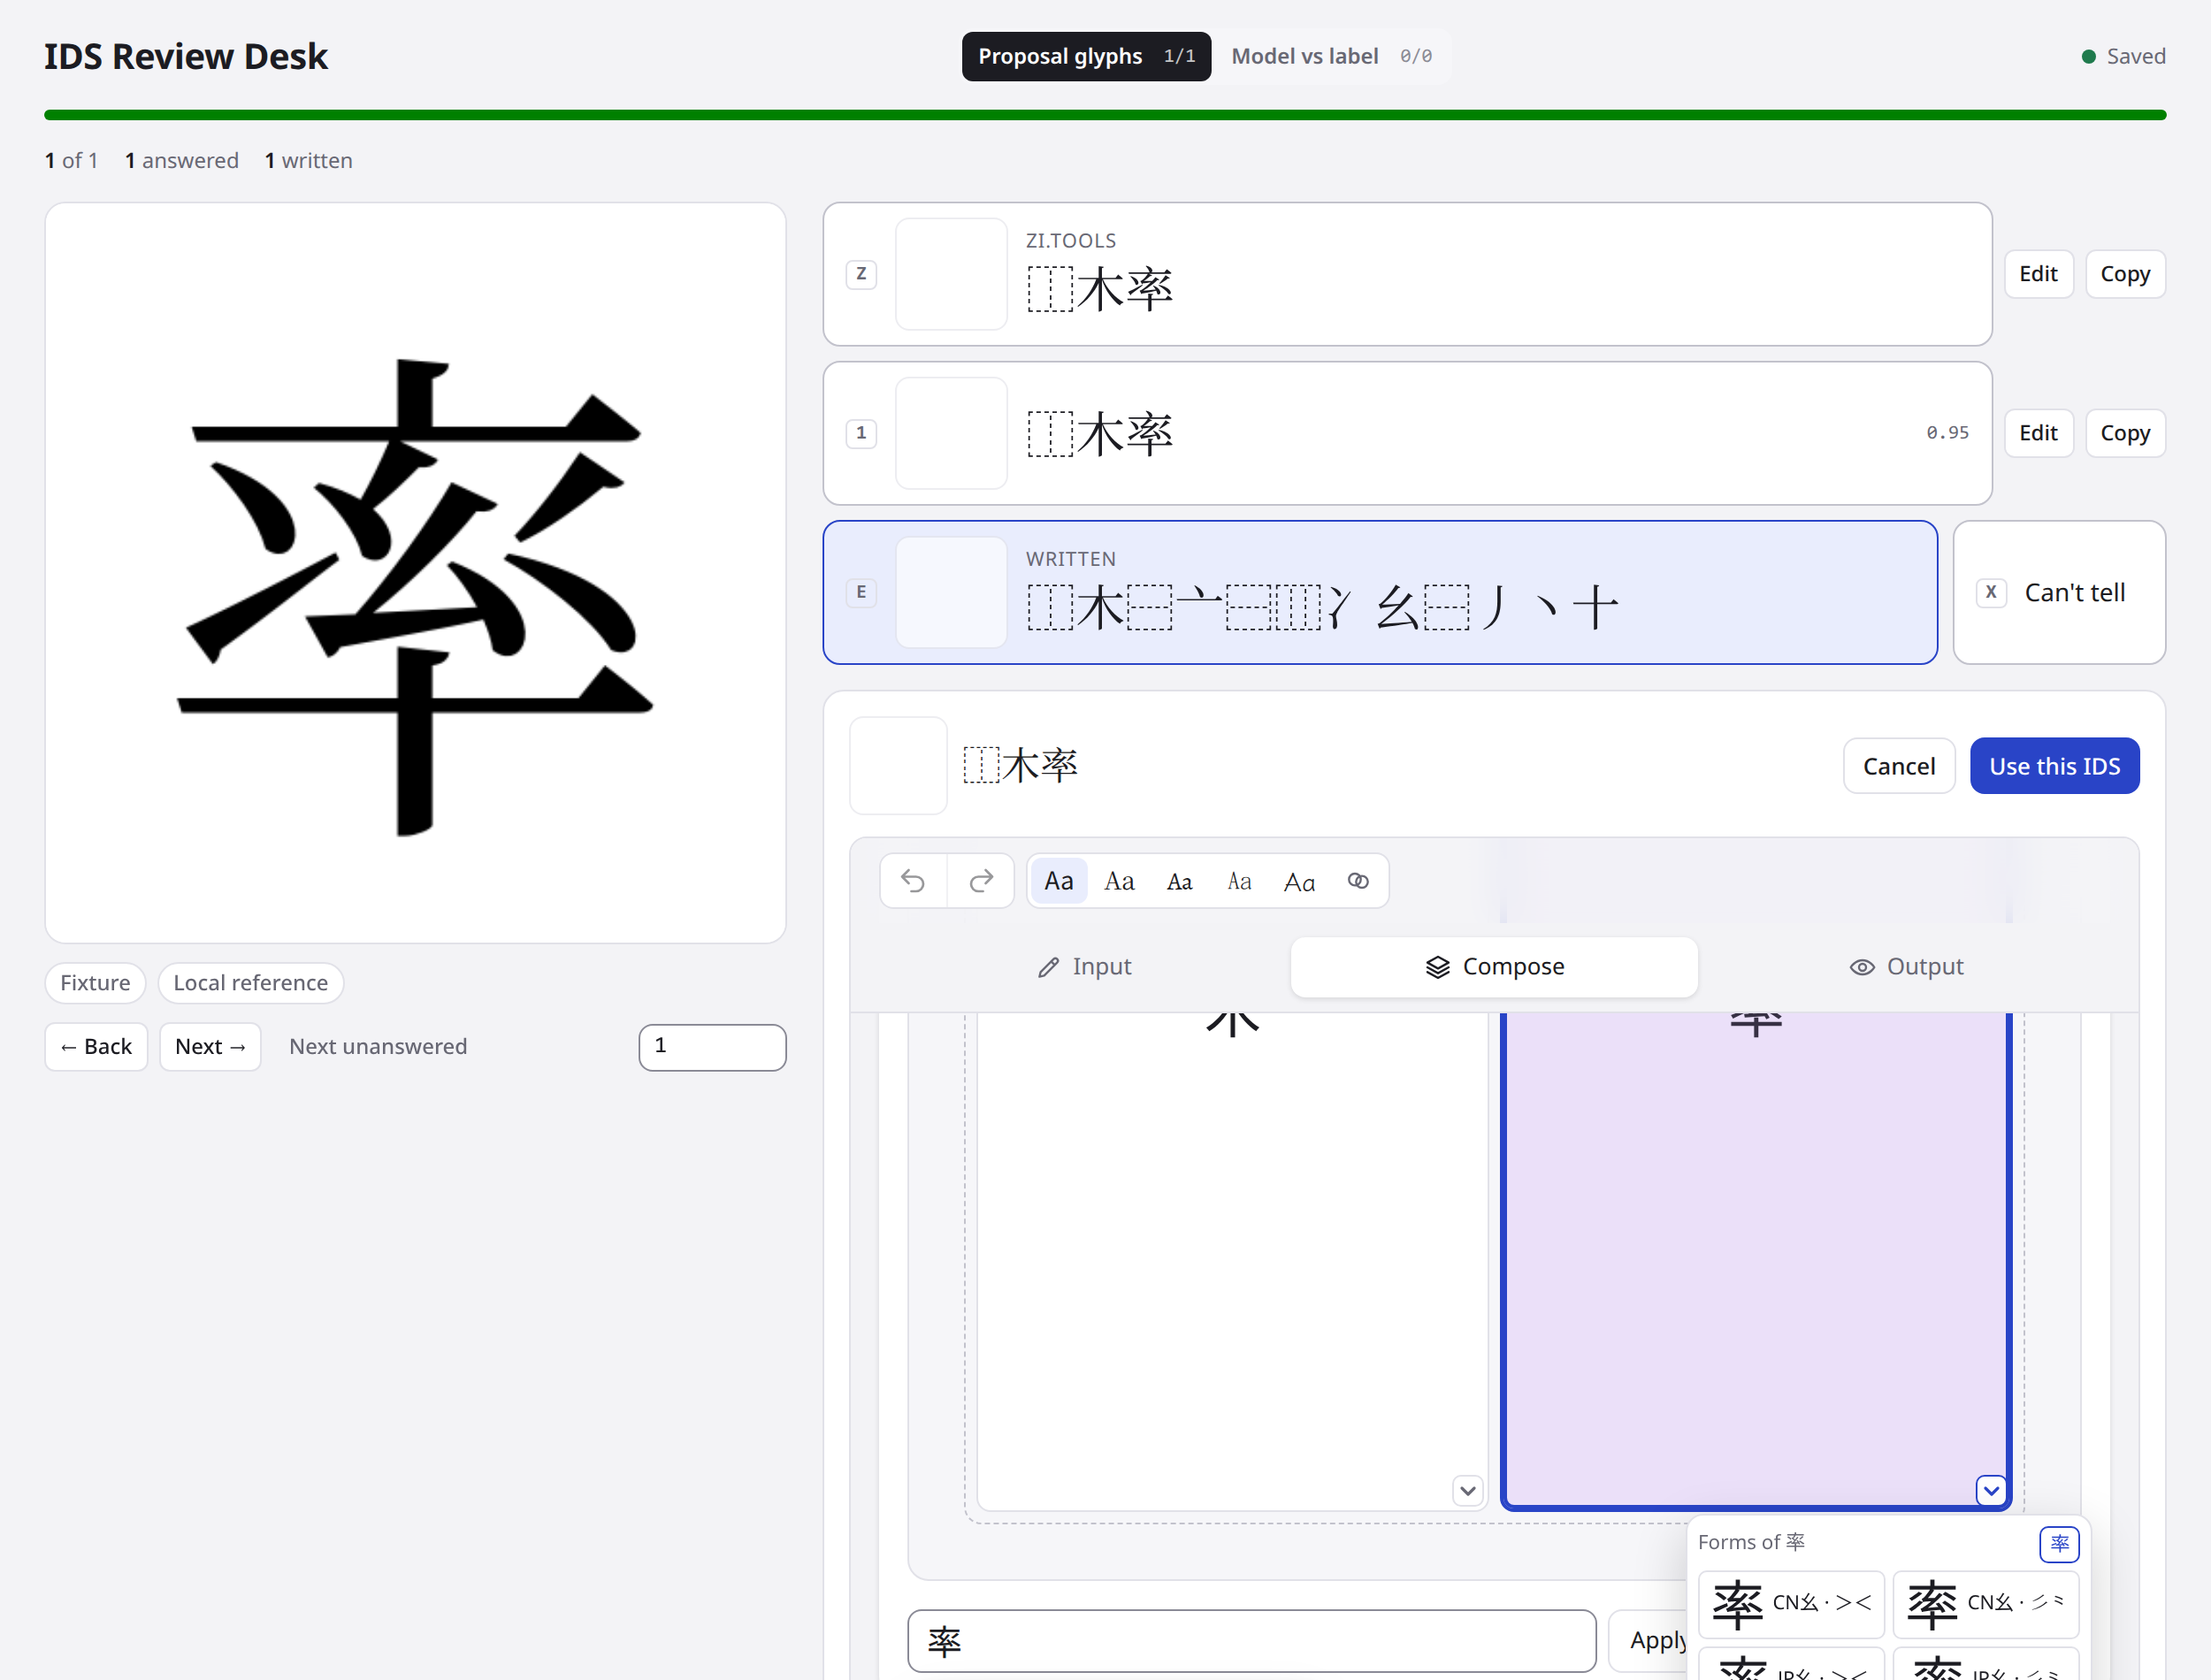 IDS Review Desk
Proposal glyphs 1/1
Model vs label 0/0
Saved
1 of 1 1 answered 1 written
率
Z
ZI.TOOLS
⿰木率
Edit
Copy
1
⿰木率
0.95
Edit
Copy
E
WRITTEN
⿰木⿱亠⿱⿲冫幺⿱丿丶十
X Can't tell
⿰木率
Cancel
Use this IDS
Aa Aa Aa Aa Aa
Input
Compose
Output
木
率
Fixture
Local reference
← Back
Next →
Next unanswered
1
Forms of 率
率
率 CN幺 · ><
率 CN幺 · 
率
Apply